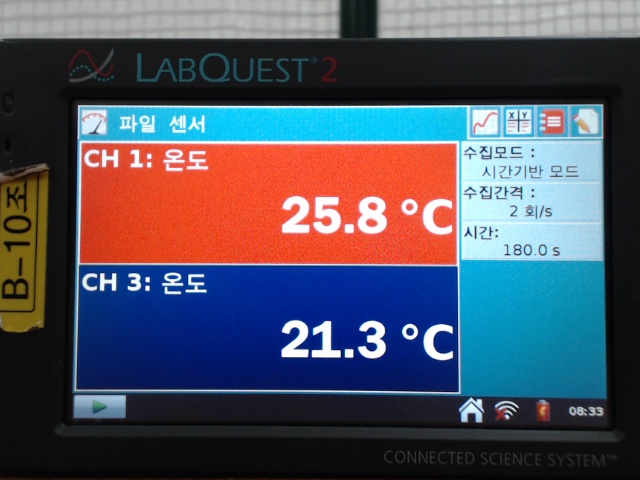 LABQUEST® 2
파일 센서
X Y
CH 1: 온도
25.8 °C
CH 3: 온도
21.3 °C
수집모드 :
시간기반 모드
수집간격 :
2 회/s
시간:
180.0 s
08:33
B-10조
CONNECTED SCIENCE SYSTEM™